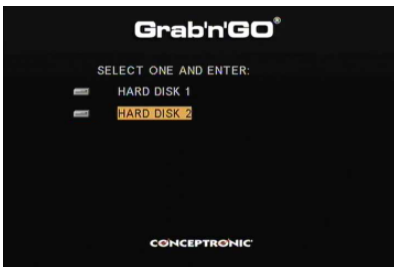 Grab'n'GO®
SELECT ONE AND ENTER:
HARD DISK 1
HARD DISK 2
CONCEPTRONIC